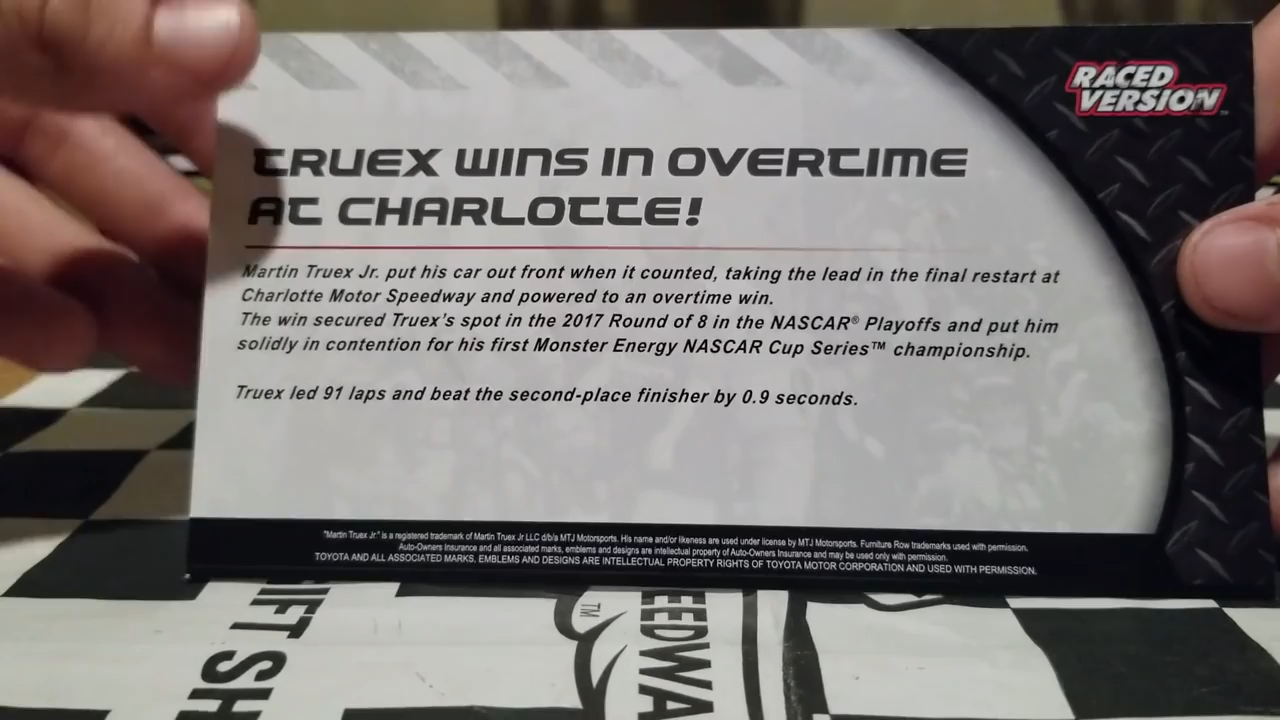 RACED
VERSION™
TRUEX WINS IN OVERTIME
AT CHARLOTTE!
Martin Truex Jr. put his car out front when it counted, taking the lead in the final restart at
Charlotte Motor Speedway and powered to an overtime win.
The win secured Truex's spot in the 2017 Round of 8 in the NASCAR® Playoffs and put him
solidly in contention for his first Monster Energy NASCAR Cup Series™ championship.
Truex led 91 laps and beat the second-place finisher by 0.9 seconds.
"Martin Truex Jr." is a registered trademark of Martin Truex Jr LLC d/b/a MTJ Motorsports. His name and/or likeness are used under license by MTJ Motorsports. Furniture Row trademarks used with permission.
Auto-Owners Insurance and all associated marks, emblems and designs are intellectual property of Auto-Owners Insurance and may be used only with permission.
TOYOTA AND ALL ASSOCIATED MARKS, EMBLEMS AND DESIGNS ARE INTELLECTUAL PROPERTY RIGHTS OF TOYOTA MOTOR CORPORATION AND USED WITH PERMISSION.
IFT SH
TM
EEDWA